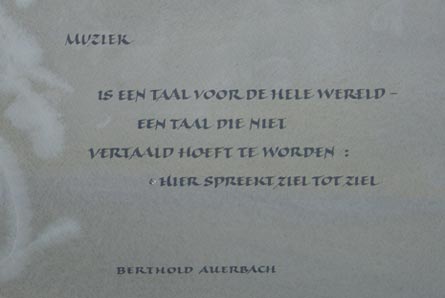 MUZIEK
IS EEN TAAL VOOR DE HELE WERELD –
EEN TAAL DIE NIET
VERTAALD HOEFT TE WORDEN :
HIER SPREEKT ZIEL TOT ZIEL
BERTHOLD AUERBACH